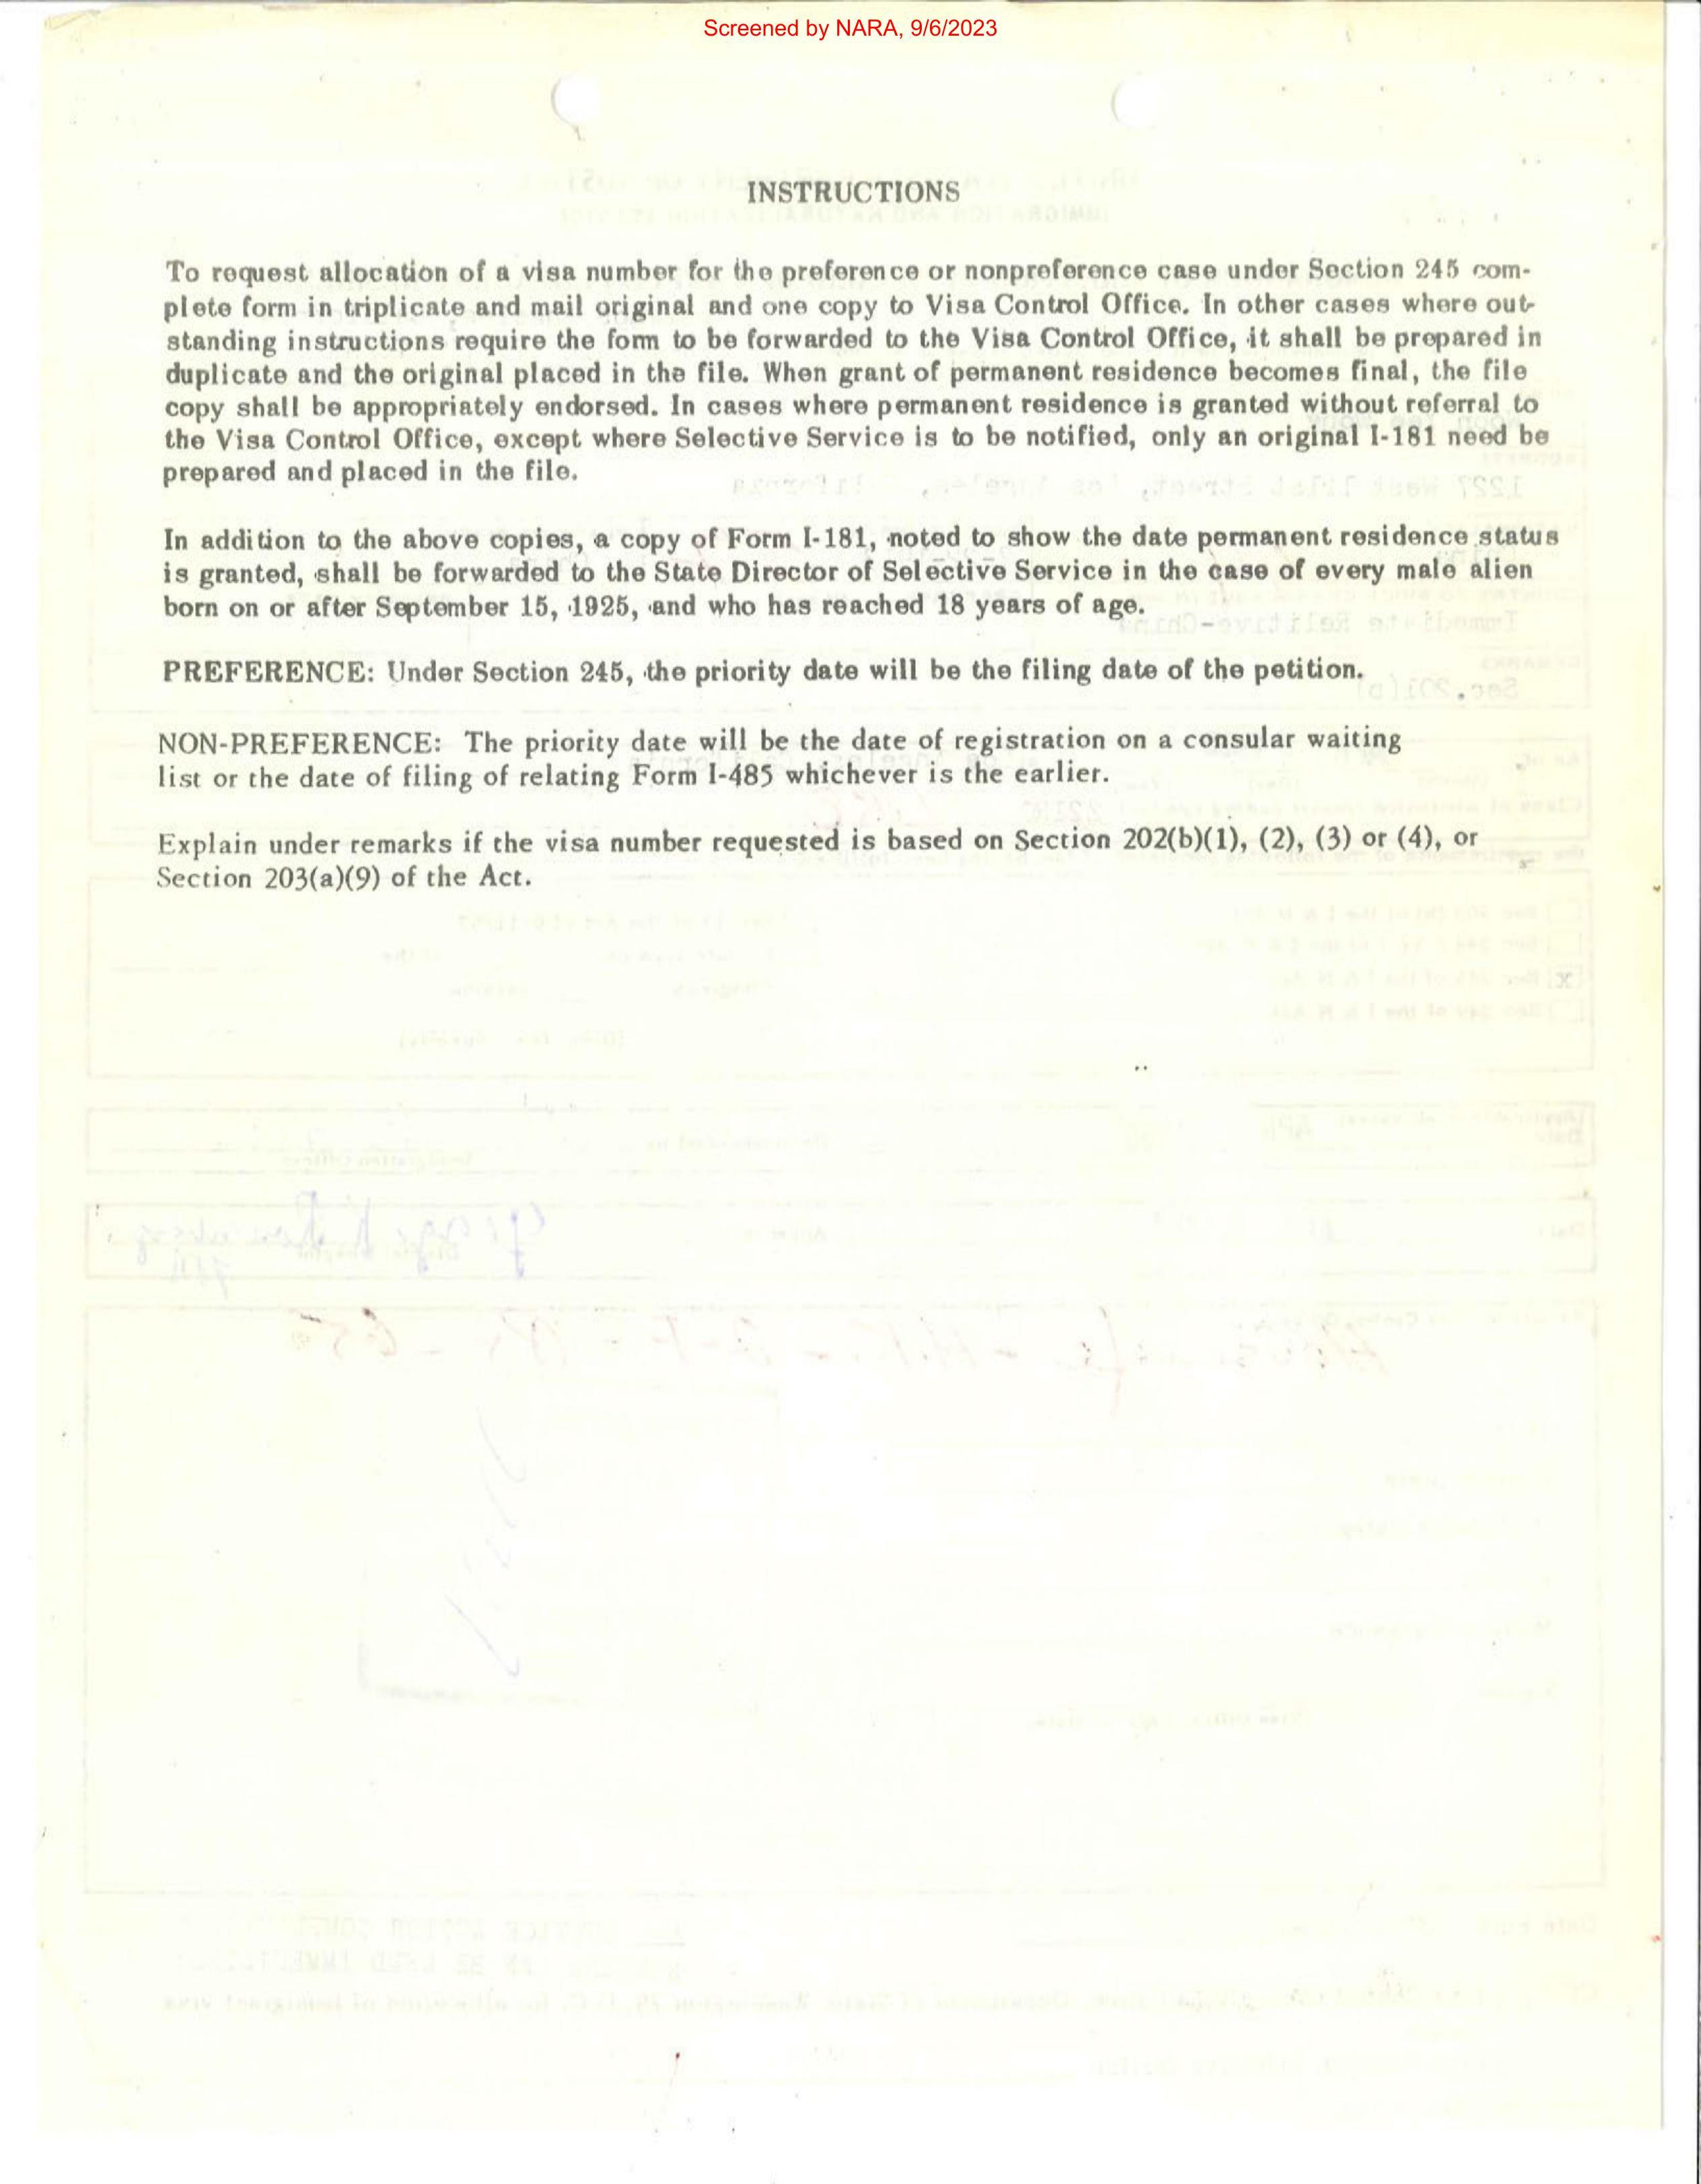 Screened by NARA, 9/6/2023
INSTRUCTIONS
To request allocation of a visa number for the preference or nonpreference case under Section 245 com-
plete form in triplicate and mail original and one copy to Visa Control Office. In other cases where out-
standing instructions require the form to be forwarded to the Visa Control Office, it shall be prepared in
duplicate and the original placed in the file. When grant of permanent residence becomes final, the file
copy shall be appropriately endorsed. In cases where permanent residence is granted without referral to
the Visa Control Office, except where Selective Service is to be notified, only an original I-181 need be
prepared and placed in the file.
In addition to the above copies, a copy of Form I-181, noted to show the date permanent residence status
is granted, shall be forwarded to the State Director of Selective Service in the case of every male alien
born on or after September 15, 1925, and who has reached 18 years of age.
PREFERENCE: Under Section 245, the priority date will be the filing date of the petition.
NON-PREFERENCE: The priority date will be the date of registration on a consular waiting
list or the date of filing of relating Form I-485 whichever is the earlier.
Explain under remarks if the visa number requested is based on Section 202(b)(1), (2), (3) or (4), or
Section 203(a)(9) of the Act.